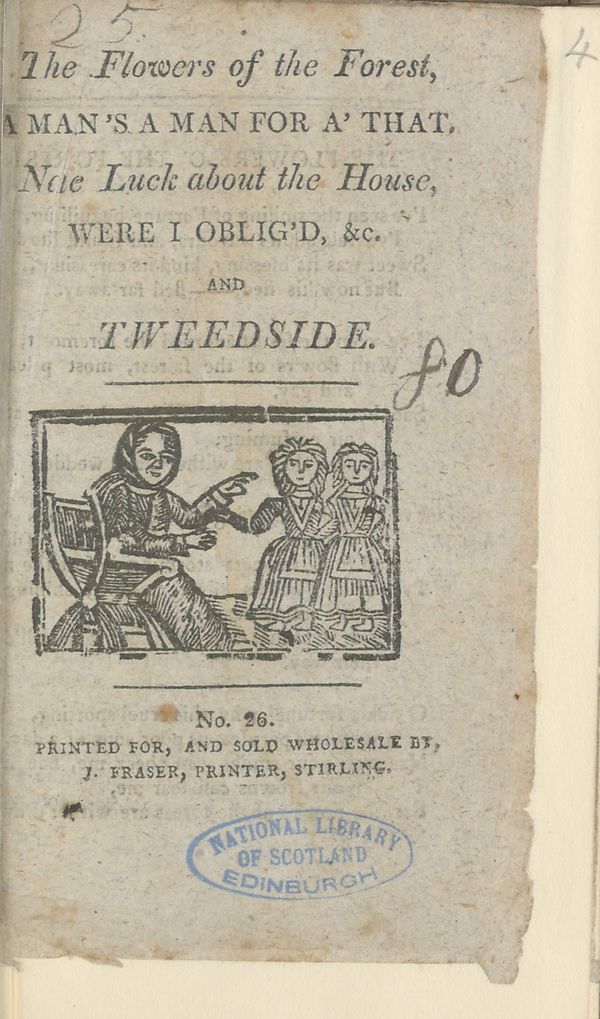 25
4
The Flowers of the Forest,
A MAN'S A MAN FOR A' THAT.
Nae Luck about the House,
WERE I OBLIG'D, &c.
AND
TWEEDSIDE.
80
No. 26.
PRINTED FOR, AND SOLD WHOLESALE BY,
J. FRASER, PRINTER, STIRLING.
NATIONAL LIBRARY
OF SCOTLAND
EDINBURGH